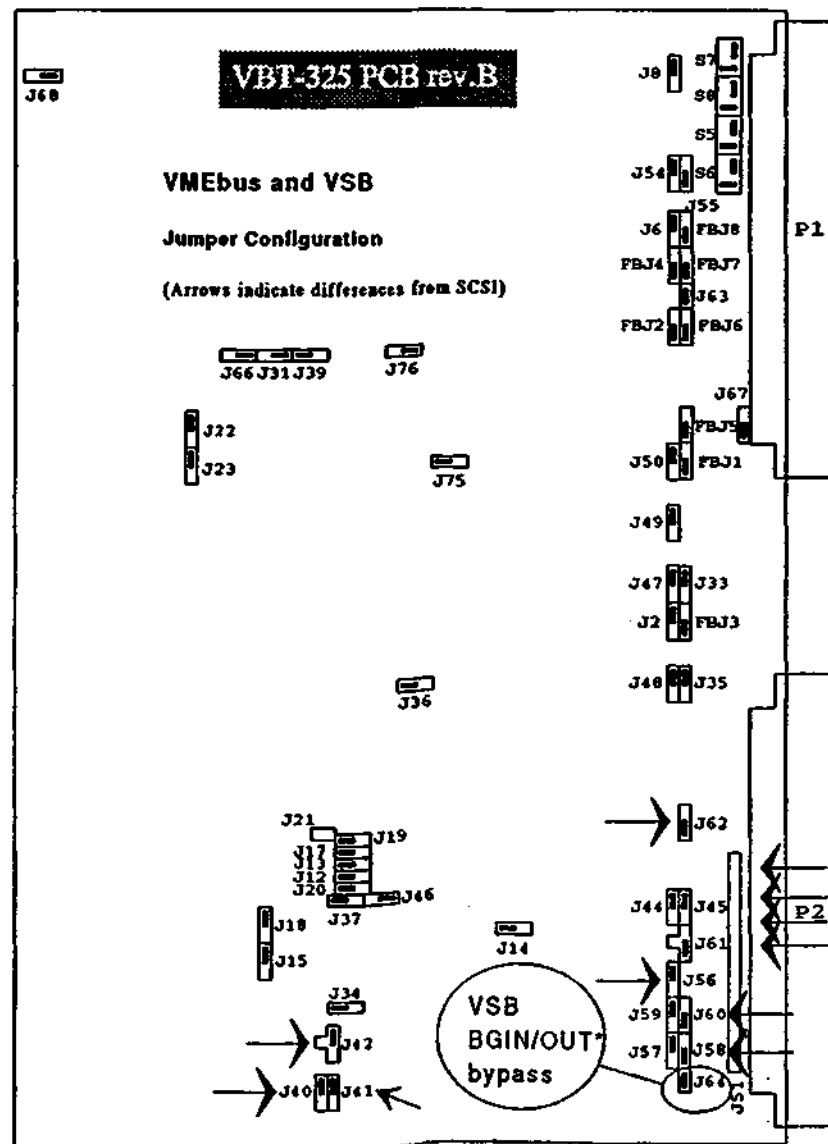 VBT-325 PCB rev.B
J68
J8
S7
S8
S5
S6
VMEbus and VSB
J54
J55
Jumper Configuration
J6
FBJ8
P1
(Arrows indicate differences from SCSI)
FBJ4
FBJ7
J63
FBJ2
FBJ6
J66
J31
J39
J76
J67
J22
FBJ5
J23
J75
J50
FBJ1
J49
J47
J33
J2
FBJ3
J36
J48
J35
J62
J21
J19
J17
J13
J12
J20
J37
J46
J44
J45
P2
J18
J14
J61
J15
J56
J34
VSB
BGIN/OUT*
bypass
J59
J60
J42
J57
J58
J40
J41
J64
J51